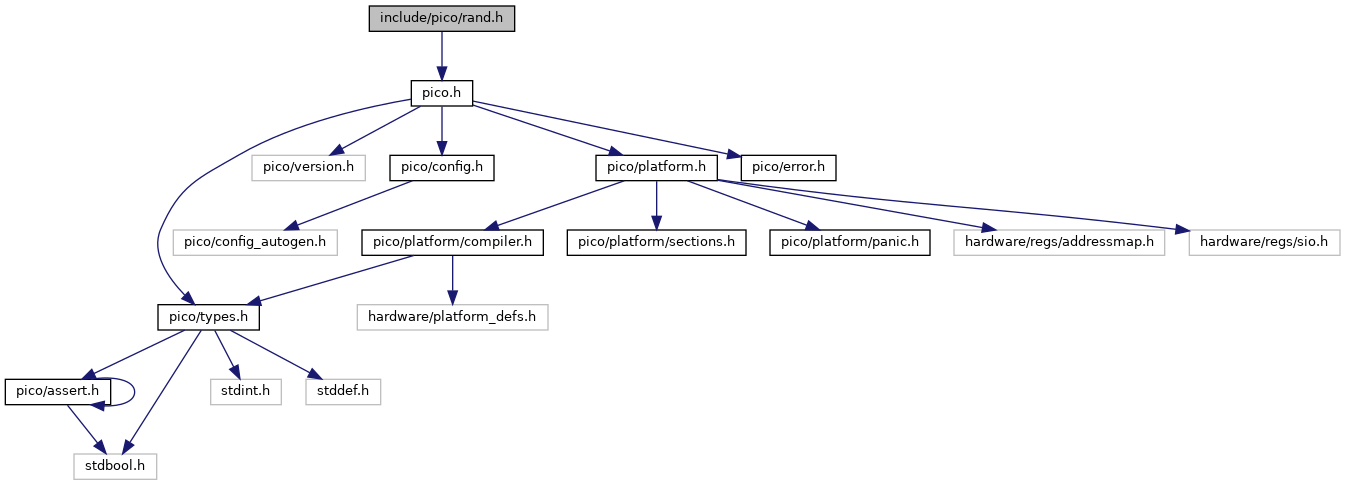 include/pico/rand.h
pico.h
pico/version.h
pico/config.h
pico/platform.h
pico/error.h
pico/config_autogen.h
pico/platform/compiler.h
pico/platform/sections.h
pico/platform/panic.h
hardware/regs/addressmap.h
hardware/regs/sio.h
pico/types.h
hardware/platform_defs.h
pico/assert.h
stdint.h
stddef.h
stdbool.h